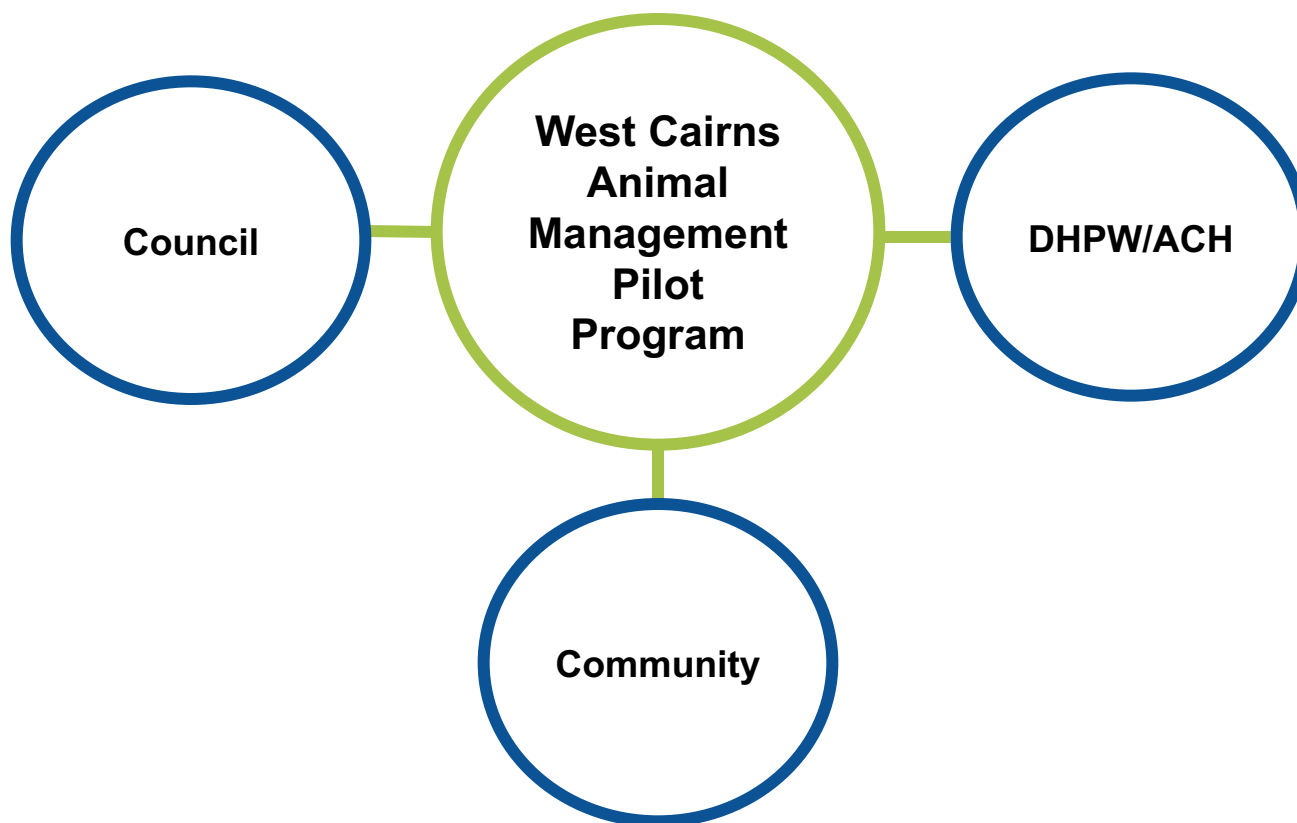 West Cairns
Animal
Management
Pilot
Program
Council
DHPW/ACH
Community